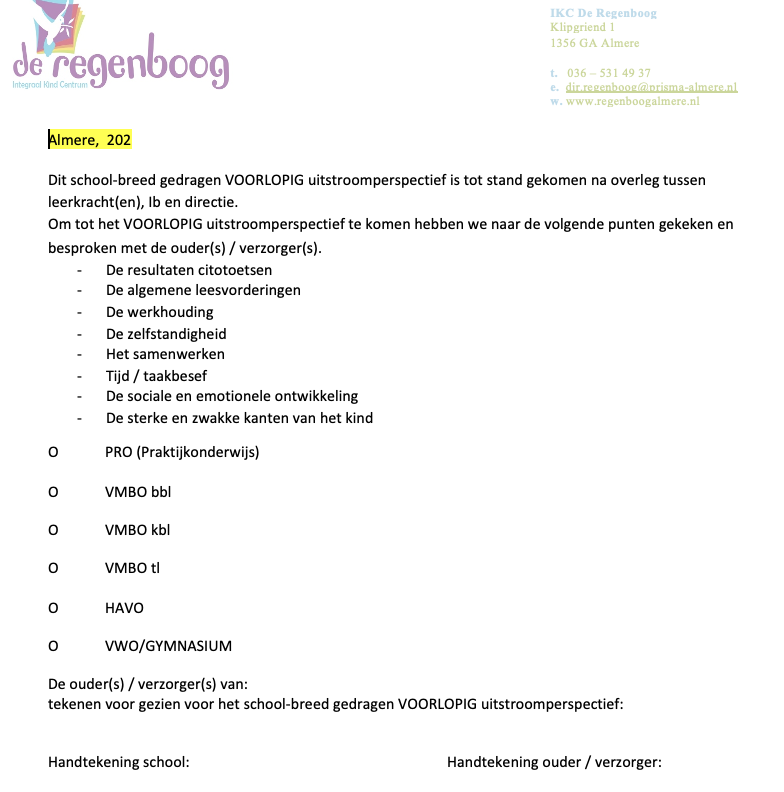 de regenboog
Integraal Kind Centrum
IKC De Regenboog
Klipgriend 1
1356 GA Almere
t. 036 – 531 49 37
e. dir.regenboog@prisma-almere.nl
w. www.regenboogalmere.nl
Almere, 202
Dit school-breed gedragen VOORLOPIG uitstroomperspectief is tot stand gekomen na overleg tussen
leerkracht(en), Ib en directie.
Om tot het VOORLOPIG uitstroomperspectief te komen hebben we naar de volgende punten gekeken en
besproken met de ouder(s) / verzorger(s).
- De resultaten citotoetsen
- De algemene leesvorderingen
- De werkhouding
- De zelfstandigheid
- Het samenwerken
- Tijd / taakbesef
- De sociale en emotionele ontwikkeling
- De sterke en zwakke kanten van het kind
O PRO (Praktijkonderwijs)
O VMBO bbl
O VMBO kbl
O VMBO tl
O HAVO
O VWO/GYMNASIUM
De ouder(s) / verzorger(s) van:
tekenen voor gezien voor het school-breed gedragen VOORLOPIG uitstroomperspectief:
Handtekening school: Handtekening ouder / verzorger: